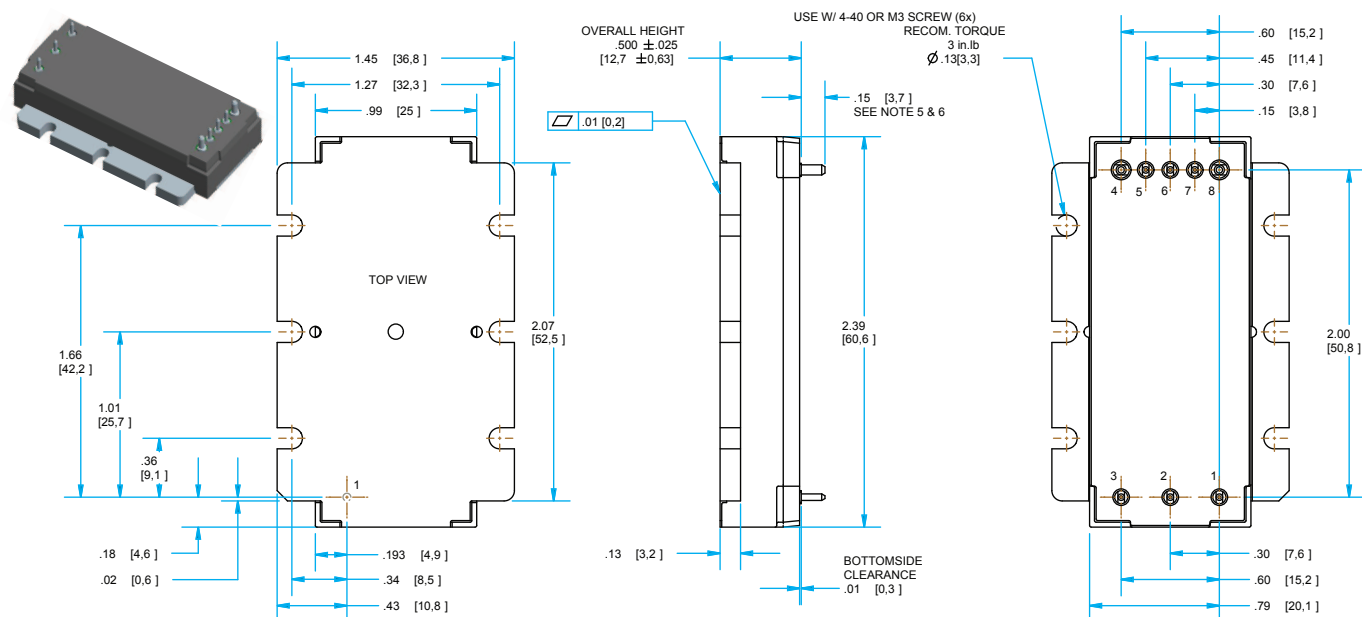 USE W/ 4-40 OR M3 SCREW (6x)
RECOM. TORQUE
3 in.lb
Ø .13[3,3]
OVERALL HEIGHT
.500 ±.025
[12,7 ±0,63]
1.45 [36,8 ]
1.27 [32,3 ]
.99 [25 ]
.01 [0,2]
.15 [3,7 ]
SEE NOTE 5 & 6
.60 [15,2 ]
.45 [11,4 ]
.30 [7,6 ]
.15 [3,8 ]
4 5 6 7 8
TOP VIEW
1.66
[42,2 ]
1.01
[25,7 ]
.36
[9,1 ]
1
2.07
[52,5 ]
2.39
[60,6 ]
2.00
[50,8 ]
3 2 1
.18 [4,6 ]
.02 [0,6 ]
.193 [4,9 ]
.34 [8,5 ]
.43 [10,8 ]
.13 [3,2 ]
BOTTOMSIDE
CLEARANCE
.01 [0,3 ]
.30 [7,6 ]
.60 [15,2 ]
.79 [20,1 ]